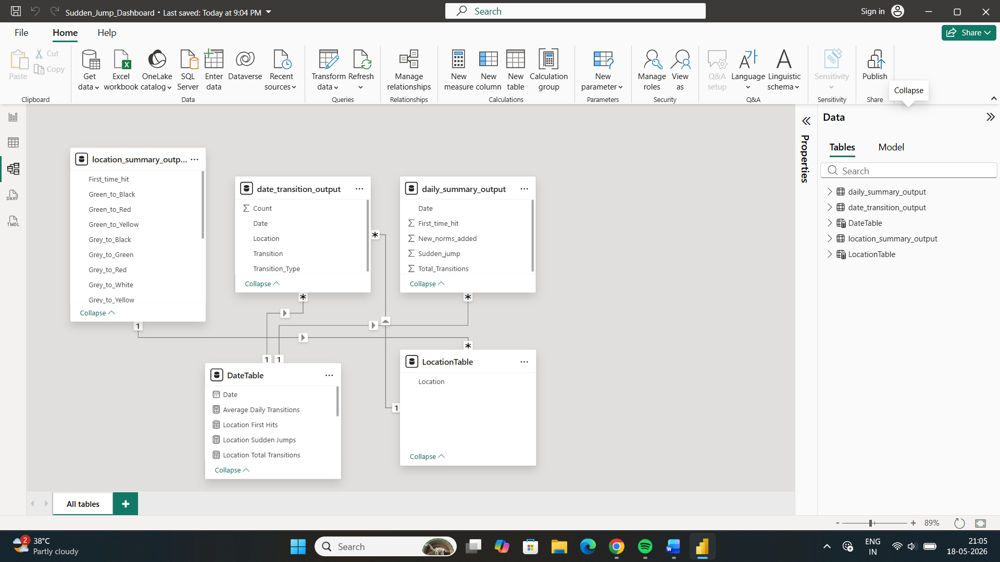 Sudden_Jump_Dashboard • Last saved: Today at 9:04 PM
Search
Sign in
File
Home
Help
Share
Paste
Cut
Copy
Clipboard
Get data
Excel workbook
OneLake catalog
SQL Server
Enter data
Dataverse
Recent sources
Data
Transform data
Refresh
Queries
Manage relationships
Relationships
New measure
New column
New table
Calculation group
Calculations
New parameter
Parameters
Manage roles
View as
Security
Q&A setup
Language
Linguistic schema
Q&A
Sensitivity
Sensitivity
Publish
Share
Collapse
DAX
TMDL
location_summary_outp...
First_time_hit
Green_to_Black
Green_to_Red
Green_to_Yellow
Grey_to_Black
Grey_to_Green
Grey_to_Red
Grey_to_White
Grey_to_Yellow
Collapse
date_transition_output
Count
Date
Location
Transition
Transition_Type
Collapse
daily_summary_output
Date
First_time_hit
New_norms_added
Sudden_jump
Total_Transitions
Collapse
*
*
*
1
*
1
1
1
DateTable
Date
Average Daily Transitions
Location First Hits
Location Sudden Jumps
Location Total Transitions
Collapse
LocationTable
Location
Collapse
Properties
Data
Tables
Model
Search
daily_summary_output
date_transition_output
DateTable
location_summary_output
LocationTable
All tables
+
- + 89%
2
38°C
Partly cloudy
Search
ENG
IN
21:05
18-05-2026